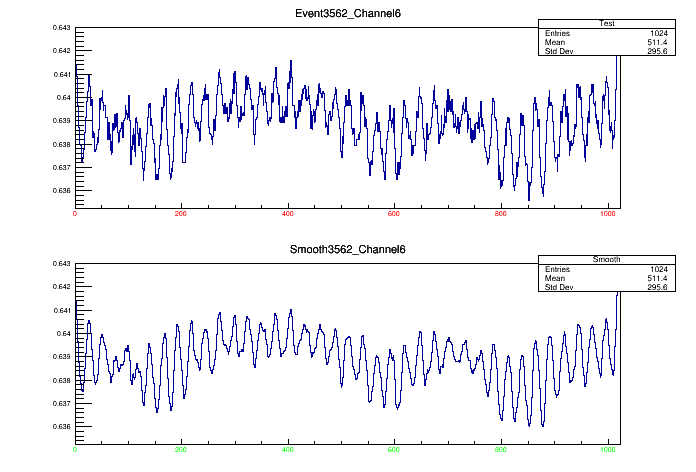 Event3562_Channel6
Test
Entries 1024
Mean 511.4
Std Dev 295.6
0.643
0.642
0.641
0.64
0.639
0.638
0.637
0.636
0 200 400 600 800 1000
Smooth3562_Channel6
Smooth
Entries 1024
Mean 511.4
Std Dev 295.6
0.643
0.642
0.641
0.64
0.639
0.638
0.637
0.636
0 200 400 600 800 1000